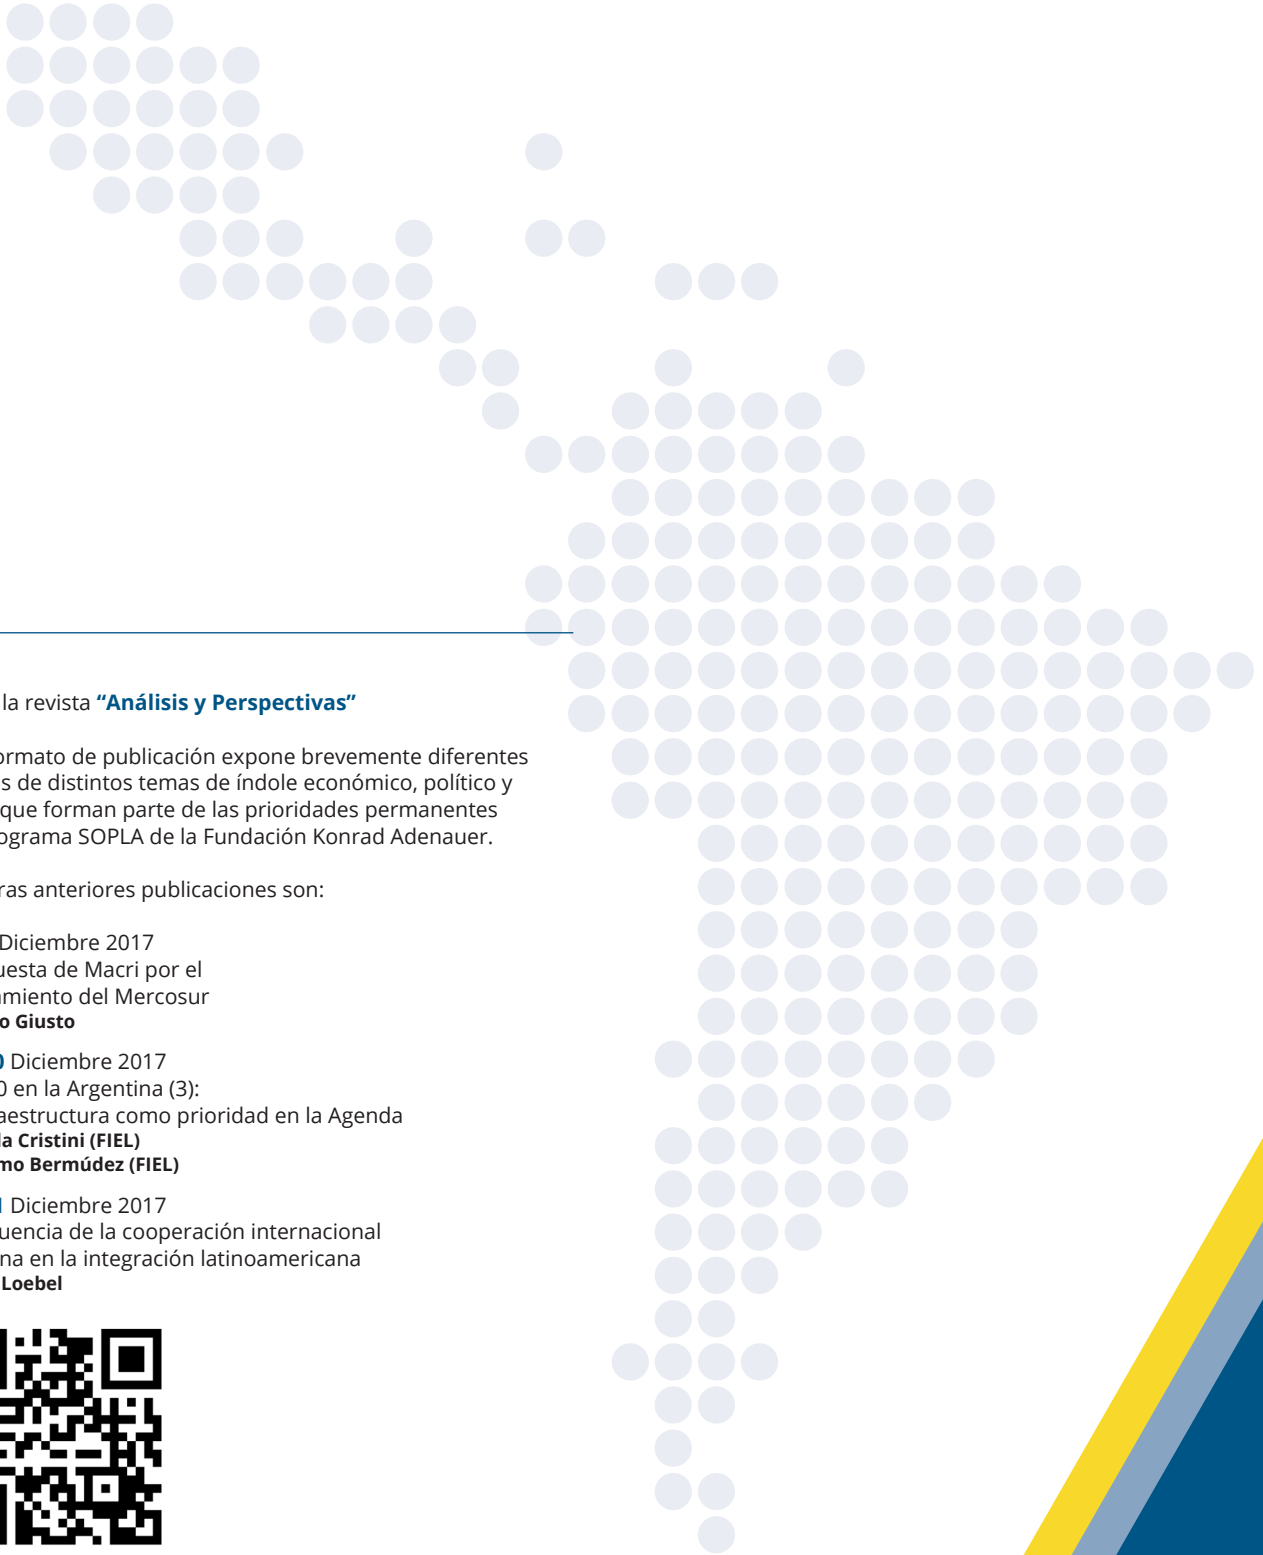 la revista “Análisis y Perspectivas”
ormato de publicación expone brevemente diferentes
s de distintos temas de índole económico, político y
que forman parte de las prioridades permanentes
ograma SOPLA de la Fundación Konrad Adenauer.
ras anteriores publicaciones son:
Diciembre 2017
uesta de Macri por el
amiento del Mercosur
o Giusto
0 Diciembre 2017
0 en la Argentina (3):
aestructura como prioridad en la Agenda
la Cristini (FIEL)
mo Bermúdez (FIEL)
1 Diciembre 2017
uencia de la cooperación internacional
na en la integración latinoamericana
Loebel